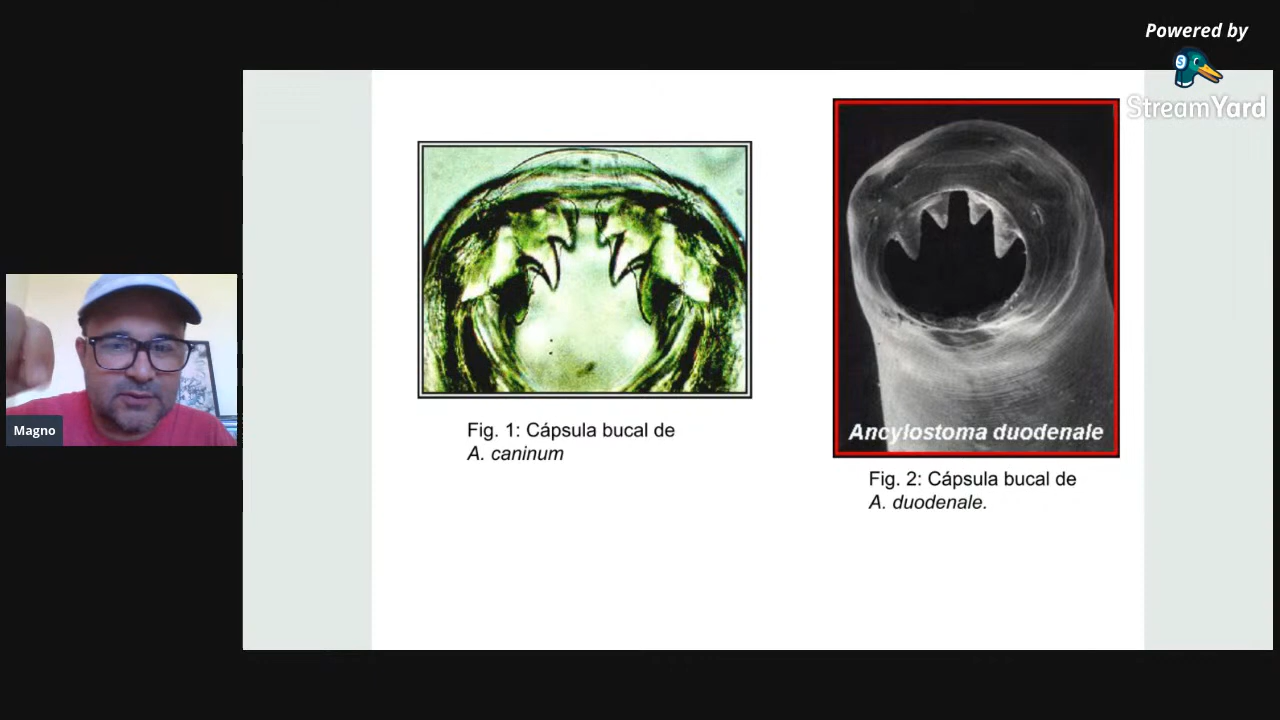 Powered by
StreamYard
Ancylostoma duodenale
Fig. 1: Cápsula bucal de
A. caninum
Fig. 2: Cápsula bucal de
A. duodenale.
Magno